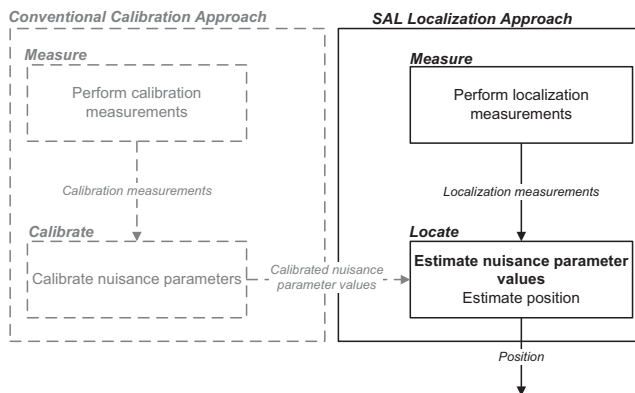 Conventional Calibration Approach
Measure
Perform calibration
measurements
Calibration measurements
Calibrate
Calibrate nuisance parameters
Calibrated nuisance
parameter values
SAL Localization Approach
Measure
Perform localization
measurements
Localization measurements
Locate
Estimate nuisance parameter
values
Estimate position
Position